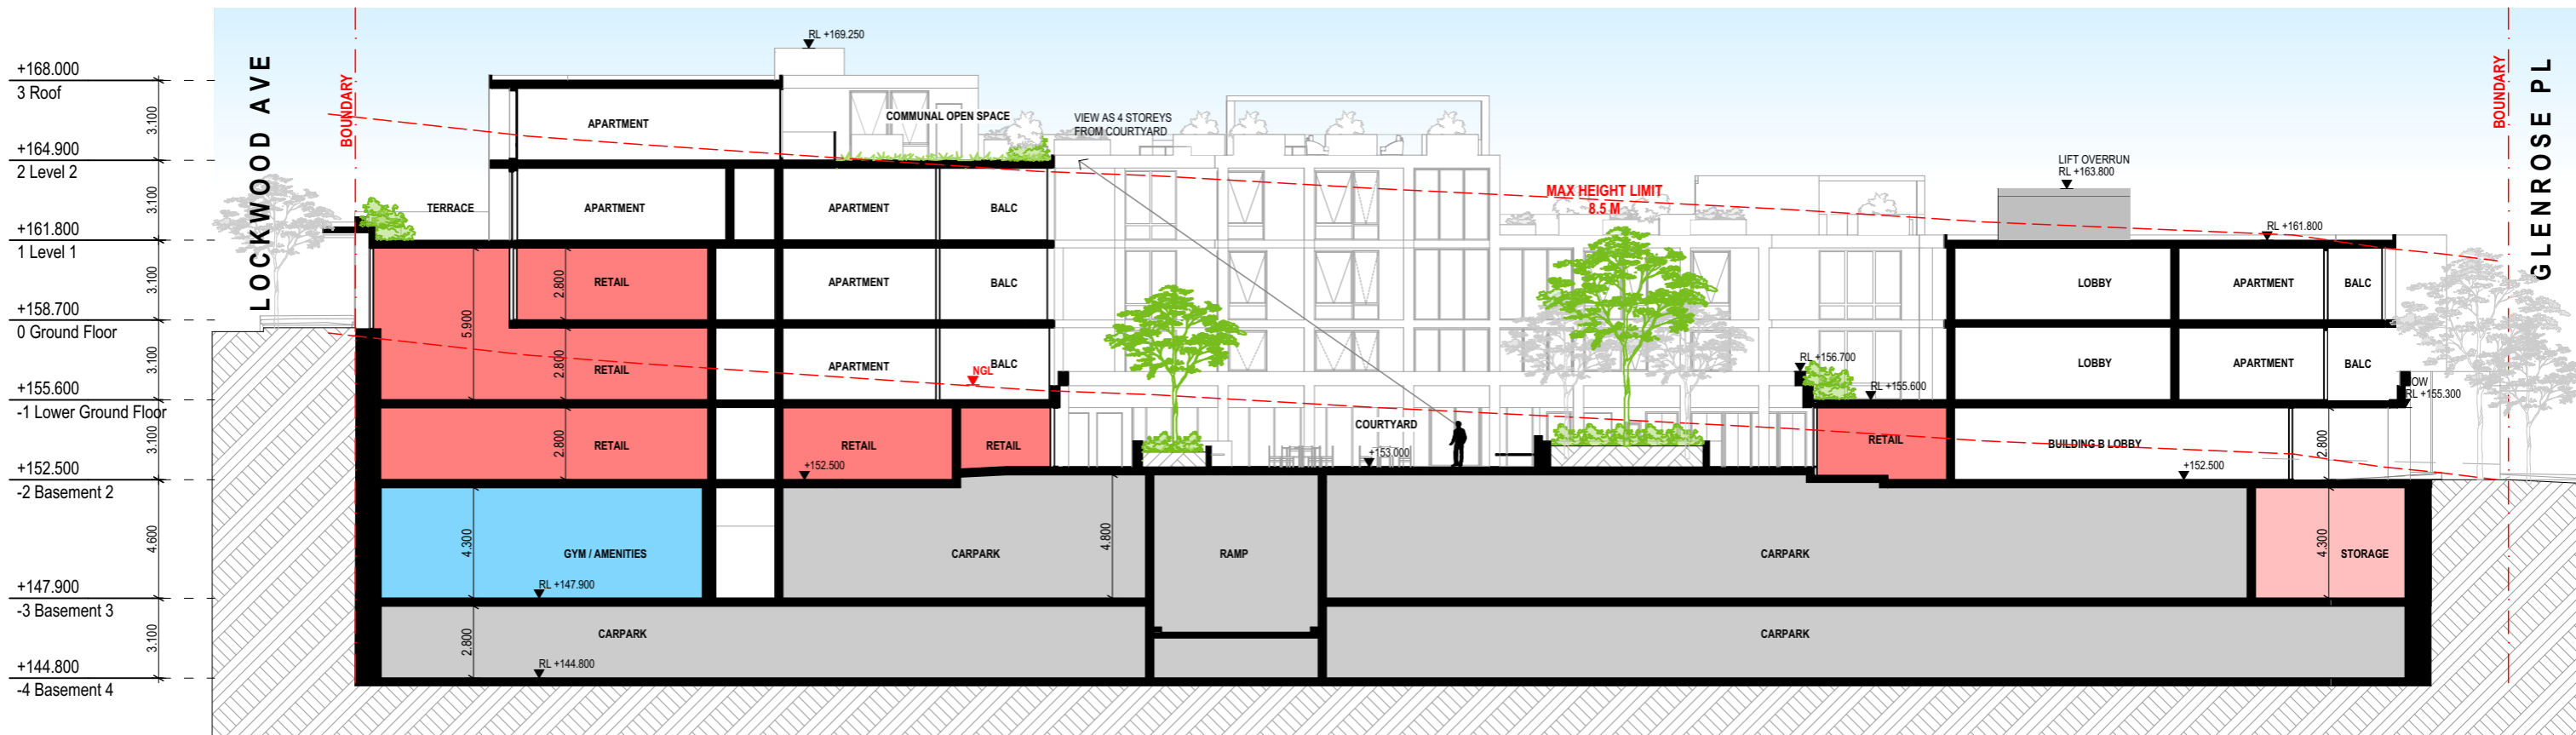 +168.000
3 Roof
3.100
+164.900
2 Level 2
3.100
+161.800
1 Level 1
3.100
+158.700
0 Ground Floor
3.100
+155.600
-1 Lower Ground Floor
3.100
+152.500
-2 Basement 2
4.600
+147.900
-3 Basement 3
3.100
+144.800
-4 Basement 4
LOCKWOOD AVE
BOUNDARY
RL +169.250
APARTMENT
COMMUNAL OPEN SPACE
VIEW AS 4 STOREYS
FROM COURTYARD
TERRACE
APARTMENT
APARTMENT
BALC
MAX HEIGHT LIMIT
8.5 M
LIFT OVERRUN
RL +163.800
RL +161.800
BOUNDARY
GLENROSE PL
5.900
2.800
RETAIL
APARTMENT
BALC
LOBBY
APARTMENT
BALC
2.800
RETAIL
APARTMENT
NGL
BALC
RL +156.700
RL +155.600
LOBBY
APARTMENT
BALC
RL +155.300
2.800
RETAIL
RETAIL
RETAIL
+152.500
COURTYARD
+153.000
RETAIL
BUILDING B LOBBY
+152.500
2.800
4.300
GYM / AMENITIES
RL +147.900
CARPARK
4.800
RAMP
CARPARK
4.300
STORAGE
2.800
CARPARK
RL +144.800
CARPARK